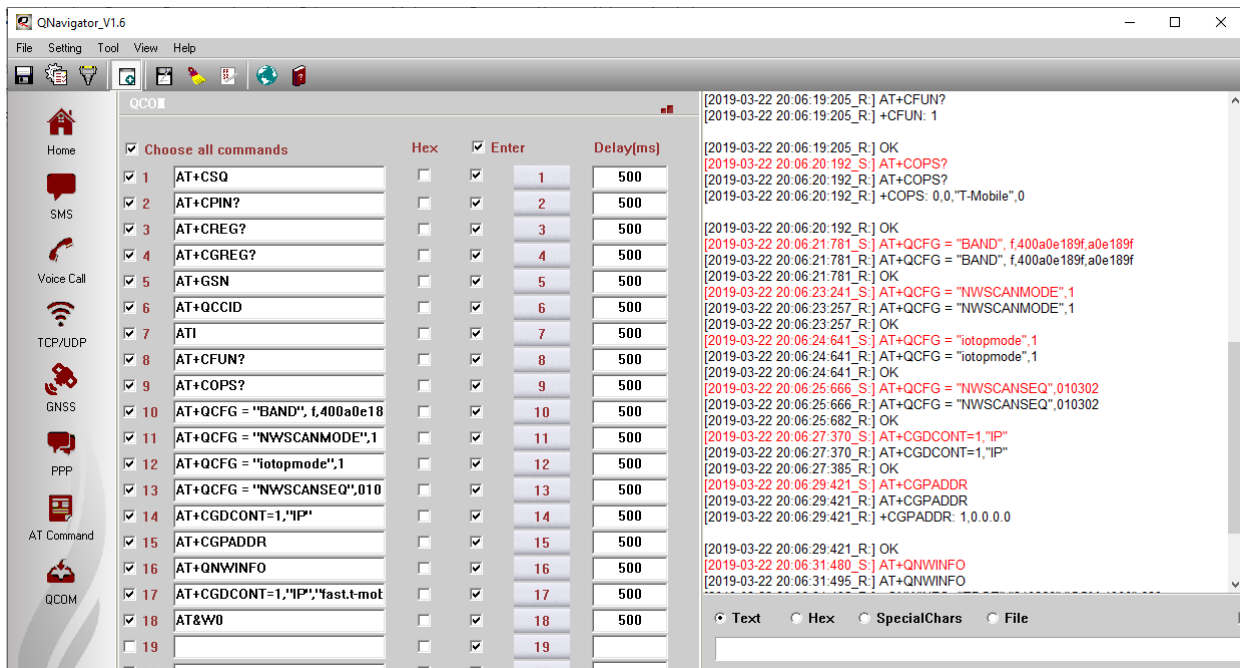 QNavigator_V1.6
File Setting Tool View Help
Home
SMS
Voice Call
TCP/UDP
GNSS
PPP
AT Command
QCOM
QCOM
Choose all commands Hex Enter Delay(ms)
1 AT+CSQ 1 500
2 AT+CPIN? 2 500
3 AT+CREG? 3 500
4 AT+CGREG? 4 500
5 AT+GSN 5 500
6 AT+QCCID 6 500
7 ATI 7 500
8 AT+CFUN? 8 500
9 AT+COPS? 9 500
10 AT+QCFG = "BAND", f,400a0e18 10 500
11 AT+QCFG = "NWSCANMODE",1 11 500
12 AT+QCFG = "iotopmode",1 12 500
13 AT+QCFG = "NWSCANSEQ",010 13 500
14 AT+CGDCONT=1,"IP" 14 500
15 AT+CGPADDR 15 500
16 AT+QNWINFO 16 500
17 AT+CGDCONT=1,"IP","fast.t-mob 17 500
18 AT&W0 18 500
19 19
[2019-03-22 20:06:19:205_R:] AT+CFUN?
[2019-03-22 20:06:19:205_R:] +CFUN: 1
[2019-03-22 20:06:19:205_R:] OK
[2019-03-22 20:06:20:192_S:] AT+COPS?
[2019-03-22 20:06:20:192_R:] AT+COPS?
[2019-03-22 20:06:20:192_R:] +COPS: 0,0,"T-Mobile",0
[2019-03-22 20:06:20:192_R:] OK
[2019-03-22 20:06:21:781_S:] AT+QCFG = "BAND", f,400a0e189f,a0e189f
[2019-03-22 20:06:21:781_R:] AT+QCFG = "BAND", f,400a0e189f,a0e189f
[2019-03-22 20:06:21:781_R:] OK
[2019-03-22 20:06:23:241_S:] AT+QCFG = "NWSCANMODE",1
[2019-03-22 20:06:23:257_R:] AT+QCFG = "NWSCANMODE",1
[2019-03-22 20:06:23:257_R:] OK
[2019-03-22 20:06:24:641_S:] AT+QCFG = "iotopmode",1
[2019-03-22 20:06:24:641_R:] AT+QCFG = "iotopmode",1
[2019-03-22 20:06:24:641_R:] OK
[2019-03-22 20:06:25:666_S:] AT+QCFG = "NWSCANSEQ",010302
[2019-03-22 20:06:25:666_R:] AT+QCFG = "NWSCANSEQ",010302
[2019-03-22 20:06:25:682_R:] OK
[2019-03-22 20:06:27:370_S:] AT+CGDCONT=1,"IP"
[2019-03-22 20:06:27:370_R:] AT+CGDCONT=1,"IP"
[2019-03-22 20:06:27:385_R:] OK
[2019-03-22 20:06:29:421_S:] AT+CGPADDR
[2019-03-22 20:06:29:421_R:] AT+CGPADDR
[2019-03-22 20:06:29:421_R:] +CGPADDR: 1,0.0.0.0
[2019-03-22 20:06:29:421_R:] OK
[2019-03-22 20:06:31:480_S:] AT+QNWINFO
[2019-03-22 20:06:31:495_R:] AT+QNWINFO
Text Hex SpecialChars File